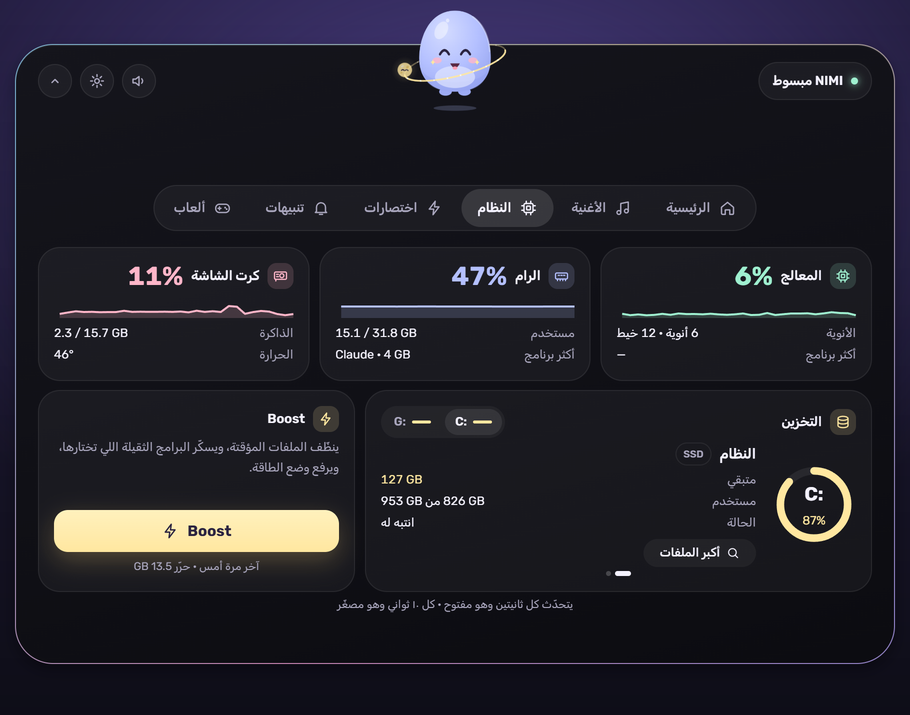 NIMI مبسوط
الرئيسية
الأغنية
النظام
اختصارات
تنبيهات
ألعاب
المعالج 6%
الأنوية 6 أنوية • 12 خيط
أكثر برنامج –
الرام 47%
مستخدم 15.1 / 31.8 GB
أكثر برنامج Claude • 4 GB
كرت الشاشة 11%
الذاكرة 2.3 / 15.7 GB
الحرارة 46°
التخزين
C:
G:
C:
87%
النظام SSD
متبقي 127 GB
مستخدم 826 GB من 953 GB
الحالة انتبه له
أكبر الملفات
Boost
ينظّف الملفات المؤقتة، ويسكّر البرامج الثقيلة اللي تختارها،
ويرفع وضع الطاقة.
Boost
آخر مرة أمس • حرّر 13.5 GB
يتحدّث كل ثانيتين وهو مفتوح • كل ١٠ ثواني وهو مصغّر